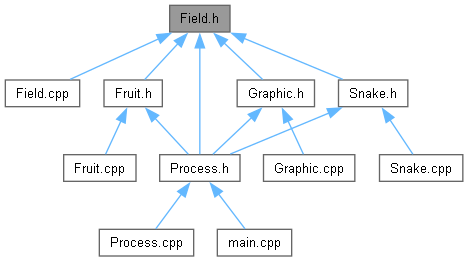 Field.h
Field.cpp
Fruit.h
Graphic.h
Snake.h
Fruit.cpp
Process.h
Graphic.cpp
Snake.cpp
Process.cpp
main.cpp